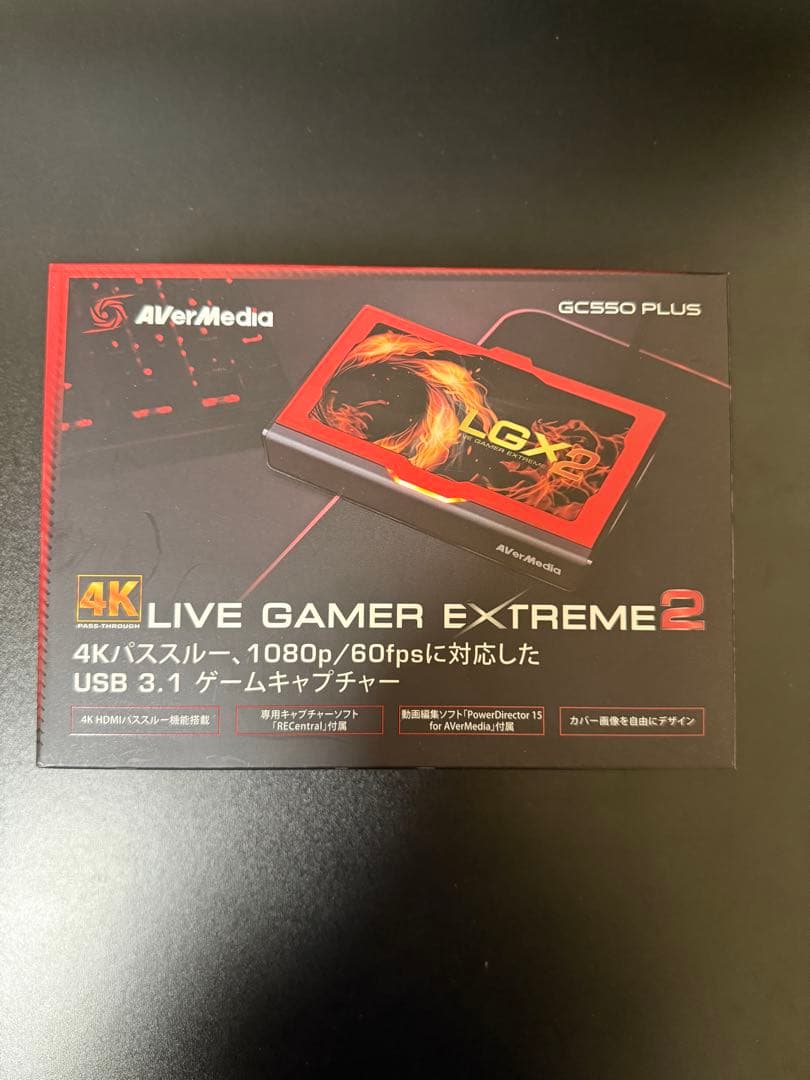 AVerMedia
GC550 PLUS
LGX2
LIVE GAMER EXTREME
AVerMedia
4K
PASS-THROUGH
LIVE GAMER EXTREME2
4Kパススルー、1080p/60fpsに対応した
USB 3.1 ゲームキャプチャー
4K HDMIパススルー機能搭載
専用キャプチャーソフト
「RECentral」付属
動画編集ソフト「PowerDirector 15
for AVerMedia」付属
カバー画像を自由にデザイン